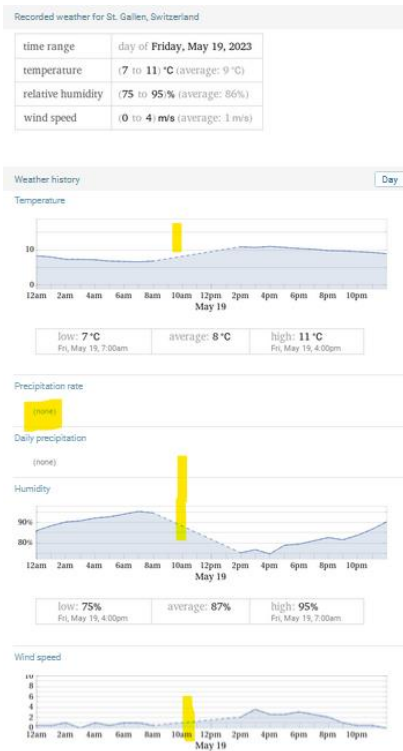 Recorded weather for St. Gallen, Switzerland
time range day of Friday, May 19, 2023
temperature (7 to 11) °C (average: 9 °C)
relative humidity (75 to 95)% (average: 86%)
wind speed (0 to 4) m/s (average: 1 m/s)
Weather history Day
Temperature
10
0
12am 2am 4am 6am 8am 10am 12pm 2pm 4pm 6pm 8pm 10pm
May 19
low: 7 °C average: 8 °C high: 11 °C
Fri, May 19, 7:00am Fri, May 19, 4:00pm
Precipitation rate
(none)
Daily precipitation
(none)
Humidity
90%
80%
12am 2am 4am 6am 8am 10am 12pm 2pm 4pm 6pm 8pm 10pm
May 19
low: 75% average: 87% high: 95%
Fri, May 19, 4:00pm Fri, May 19, 7:00am
Wind speed
10
8
6
4
2
0
12am 2am 4am 6am 8am 10am 12pm 2pm 4pm 6pm 8pm 10pm
May 19